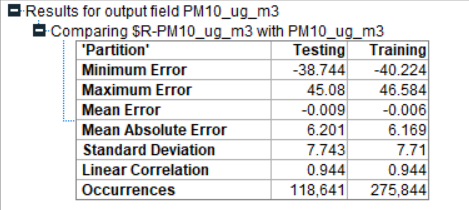 Results for output field PM10_ug_m3
Comparing $R-PM10_ug_m3 with PM10_ug_m3
'Partition' Testing Training
Minimum Error -38.744 -40.224
Maximum Error 45.08 46.584
Mean Error -0.009 -0.006
Mean Absolute Error 6.201 6.169
Standard Deviation 7.743 7.71
Linear Correlation 0.944 0.944
Occurrences 118,641 275,844